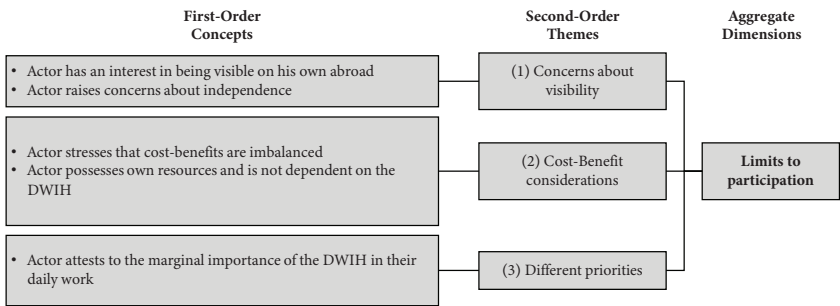 First-Order
Concepts
Second-Order
Themes
Aggregate
Dimensions
• Actor has an interest in being visible on his own abroad
• Actor raises concerns about independence
(1) Concerns about
visibility
• Actor stresses that cost-benefits are imbalanced
• Actor possesses own resources and is not dependent on the
DWIH
(2) Cost-Benefit
considerations
Limits to
participation
• Actor attests to the marginal importance of the DWIH in their
daily work
(3) Different priorities